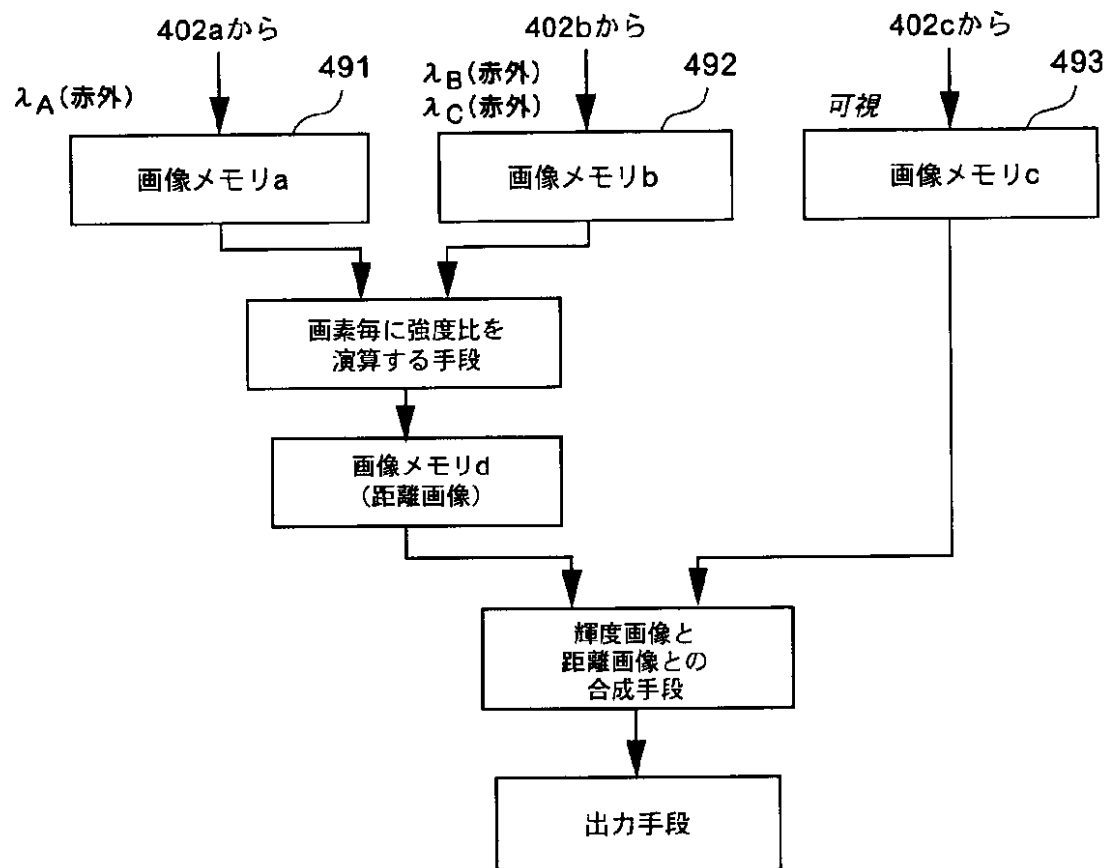 402aから
402bから
402cから
491
492
493
λA(赤外)
λB(赤外)
λC(赤外)
可視
画像メモリa
画像メモリb
画像メモリc
画素毎に強度比を
演算する手段
画像メモリd
(距離画像)
輝度画像と
距離画像との
合成手段
出力手段